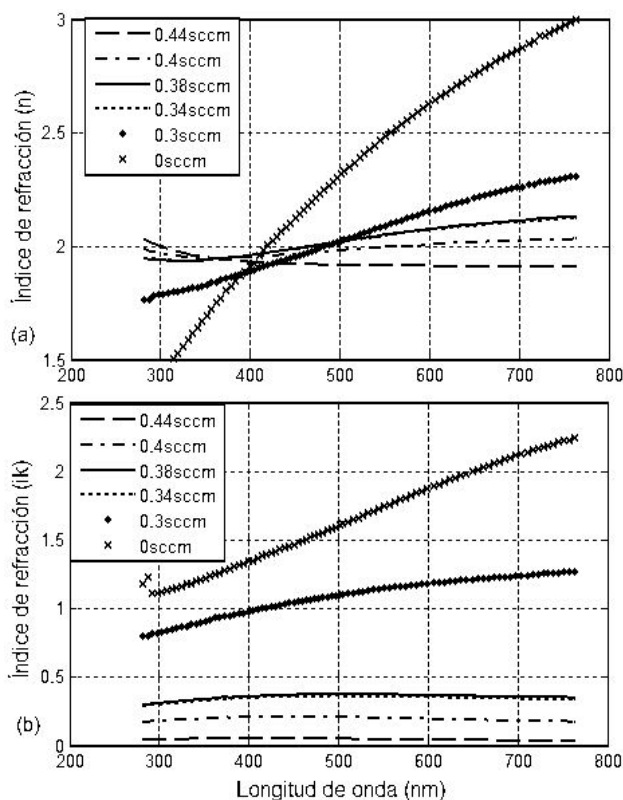 3
2.5
2
1.5
200
300
400
500
600
700
800
Índice de refracción (n)
(a)
0.44sccm
0.4sccm
0.38sccm
0.34sccm
0.3sccm
0sccm
2.5
2
1.5
1
0.5
0
200
300
400
500
600
700
800
Índice de refracción (ik)
(b)
0.44sccm
0.4sccm
0.38sccm
0.34sccm
0.3sccm
0sccm
Longitud de onda (nm)